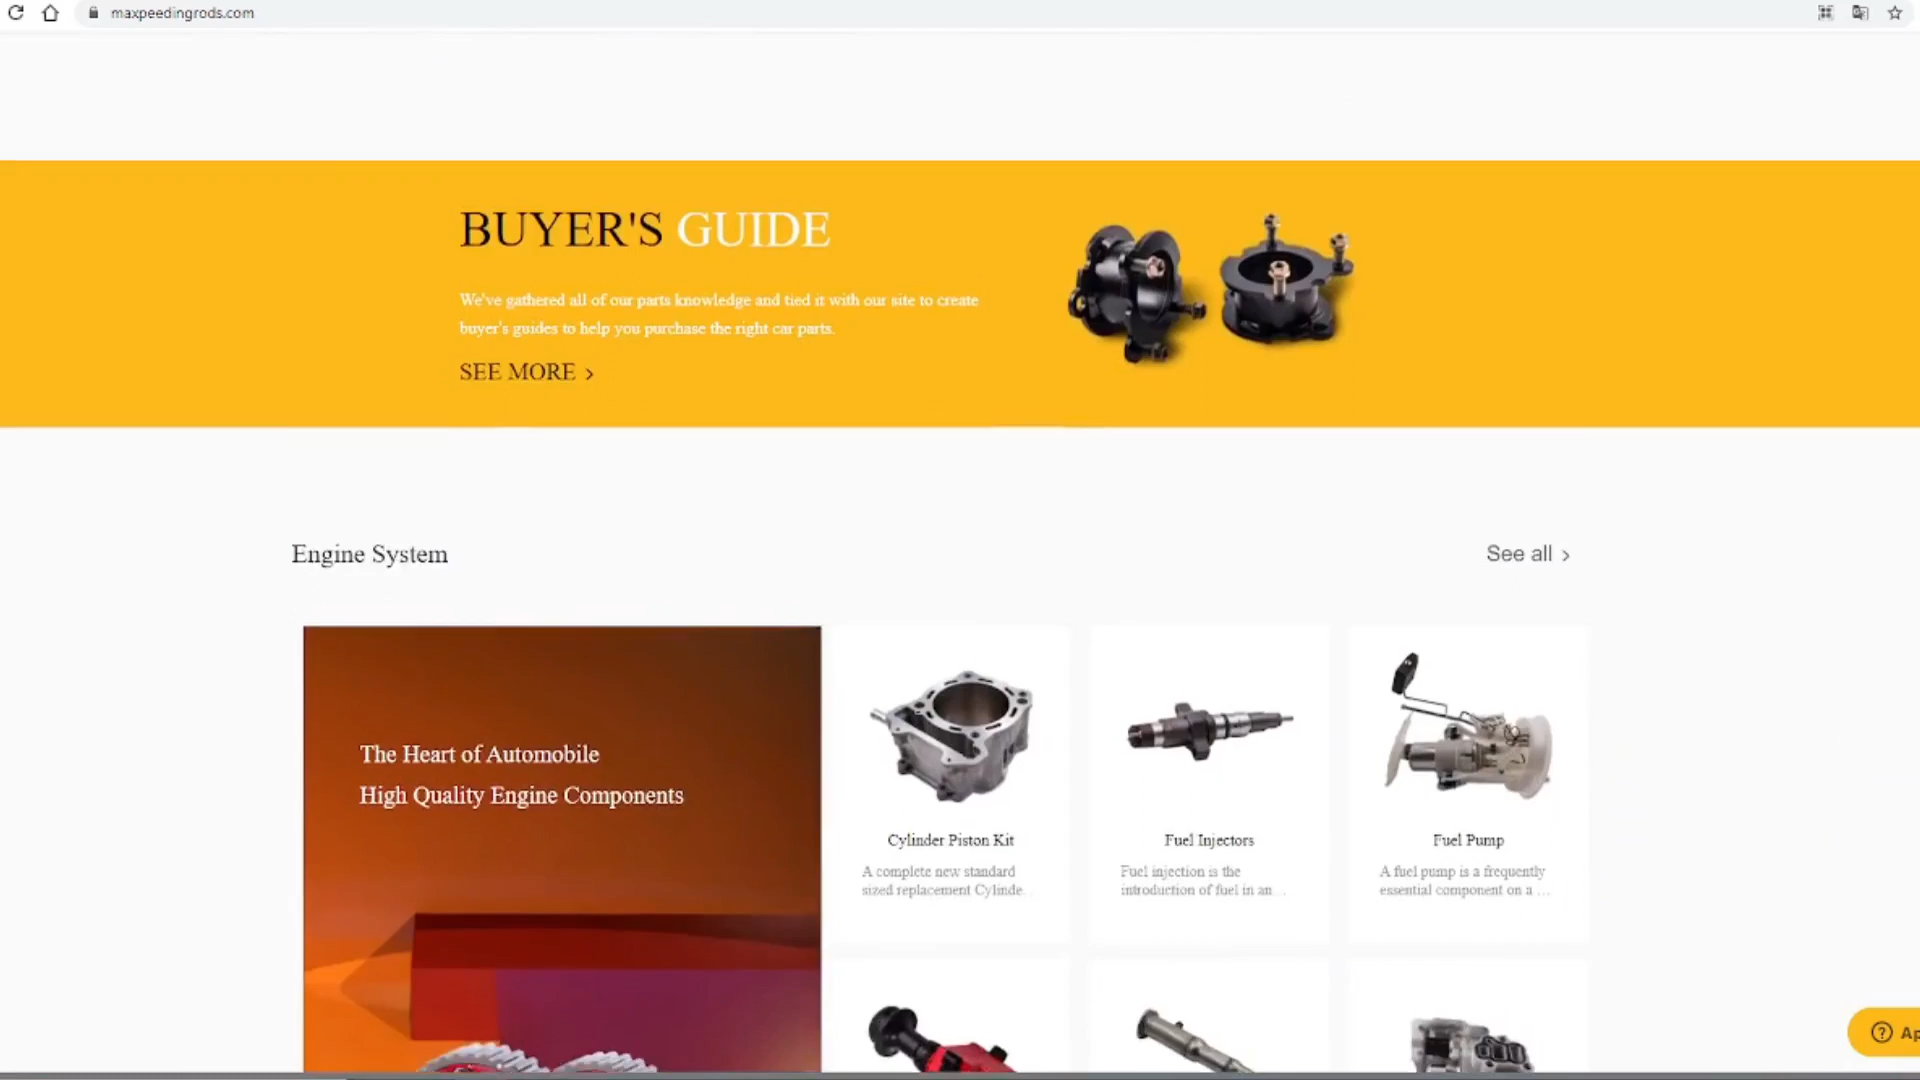 maxpeedingrods.com
BUYER'S GUIDE
We've gathered all of our parts knowledge and tied it with our site to create
buyer's guides to help you purchase the right car parts.
SEE MORE >
Engine System
See all >
The Heart of Automobile
High Quality Engine Components
Cylinder Piston Kit
A complete new standard
sized replacement Cylinde...
Fuel Injectors
Fuel injection is the
introduction of fuel in an...
Fuel Pump
A fuel pump is a frequently
essential component on a ...
? Ap